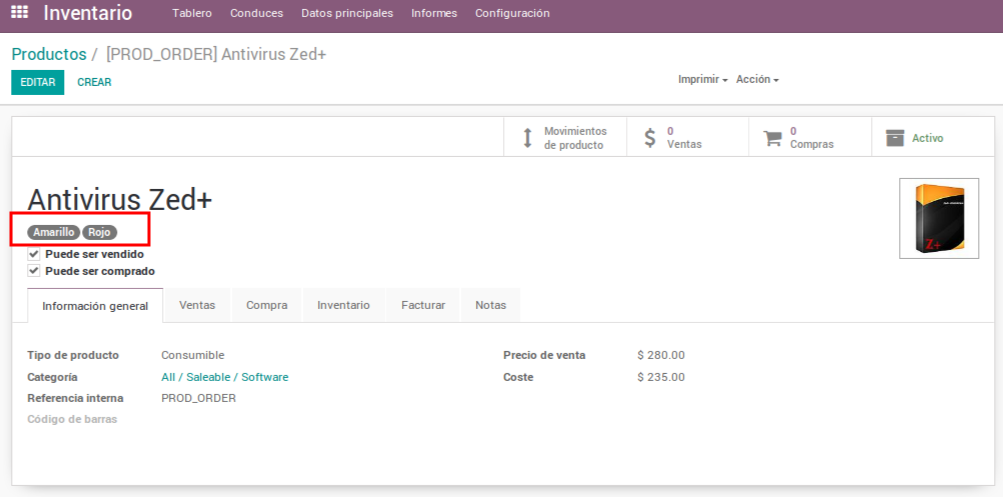 Inventario Tablero Conduces Datos principales Informes Configuración
Productos / [PROD_ORDER] Antivirus Zed+
EDITAR CREAR Imprimir Acción
Movimientos de producto
0 Ventas
0 Compras
Activo
Antivirus Zed+
Amarillo Rojo
Puede ser vendido
Puede ser comprado
Z+
Información general Ventas Compra Inventario Facturar Notas
Tipo de producto Consumible Precio de venta $ 280.00
Categoría All / Saleable / Software Coste $ 235.00
Referencia interna PROD_ORDER
Código de barras